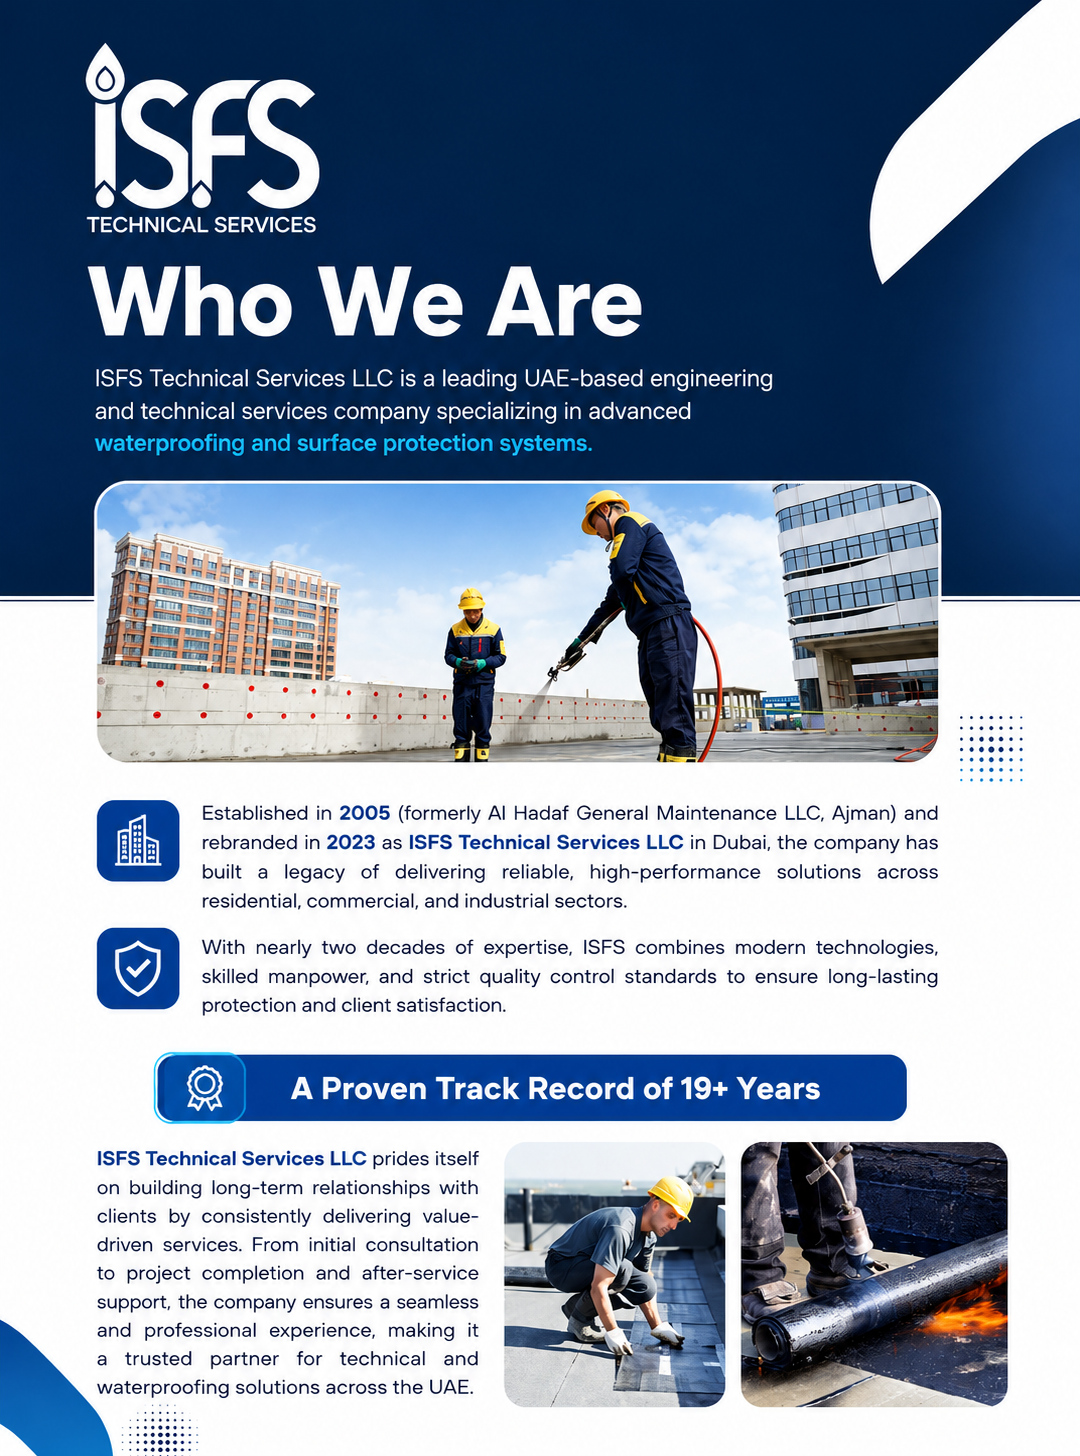 iSFS
TECHNICAL SERVICES
Who We Are
ISFS Technical Services LLC is a leading UAE-based engineering
and technical services company specializing in advanced
waterproofing and surface protection systems.
Established in 2005 (formerly Al Hadaf General Maintenance LLC, Ajman) and
rebranded in 2023 as ISFS Technical Services LLC in Dubai, the company has
built a legacy of delivering reliable, high-performance solutions across
residential, commercial, and industrial sectors.
With nearly two decades of expertise, ISFS combines modern technologies,
skilled manpower, and strict quality control standards to ensure long-lasting
protection and client satisfaction.
A Proven Track Record of 19+ Years
ISFS Technical Services LLC prides itself
on building long-term relationships with
clients by consistently delivering value-
driven services. From initial consultation
to project completion and after-service
support, the company ensures a seamless
and professional experience, making it
a trusted partner for technical and
waterproofing solutions across the UAE.